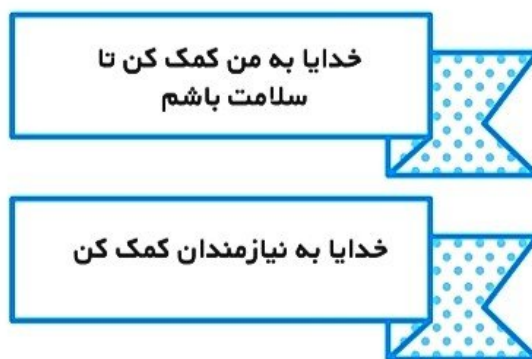 خدایا به من کمک کن تا
سلامت باشم
خدایا به نیازمندان کمک کن